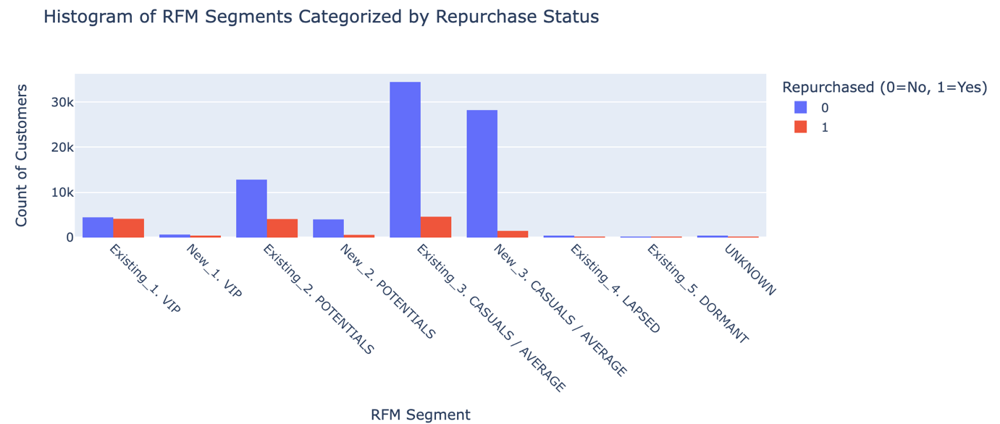 Histogram of RFM Segments Categorized by Repurchase Status
Count of Customers
30k
20k
10k
0
Existing_1. VIP
New_1. VIP
Existing_2. POTENTIALS
New_2. POTENTIALS
Existing_3. CASUALS / AVERAGE
New_3. CASUALS / AVERAGE
Existing_4. LAPSED
Existing_5. DORMANT
UNKNOWN
RFM Segment
Repurchased (0=No, 1=Yes)
0
1